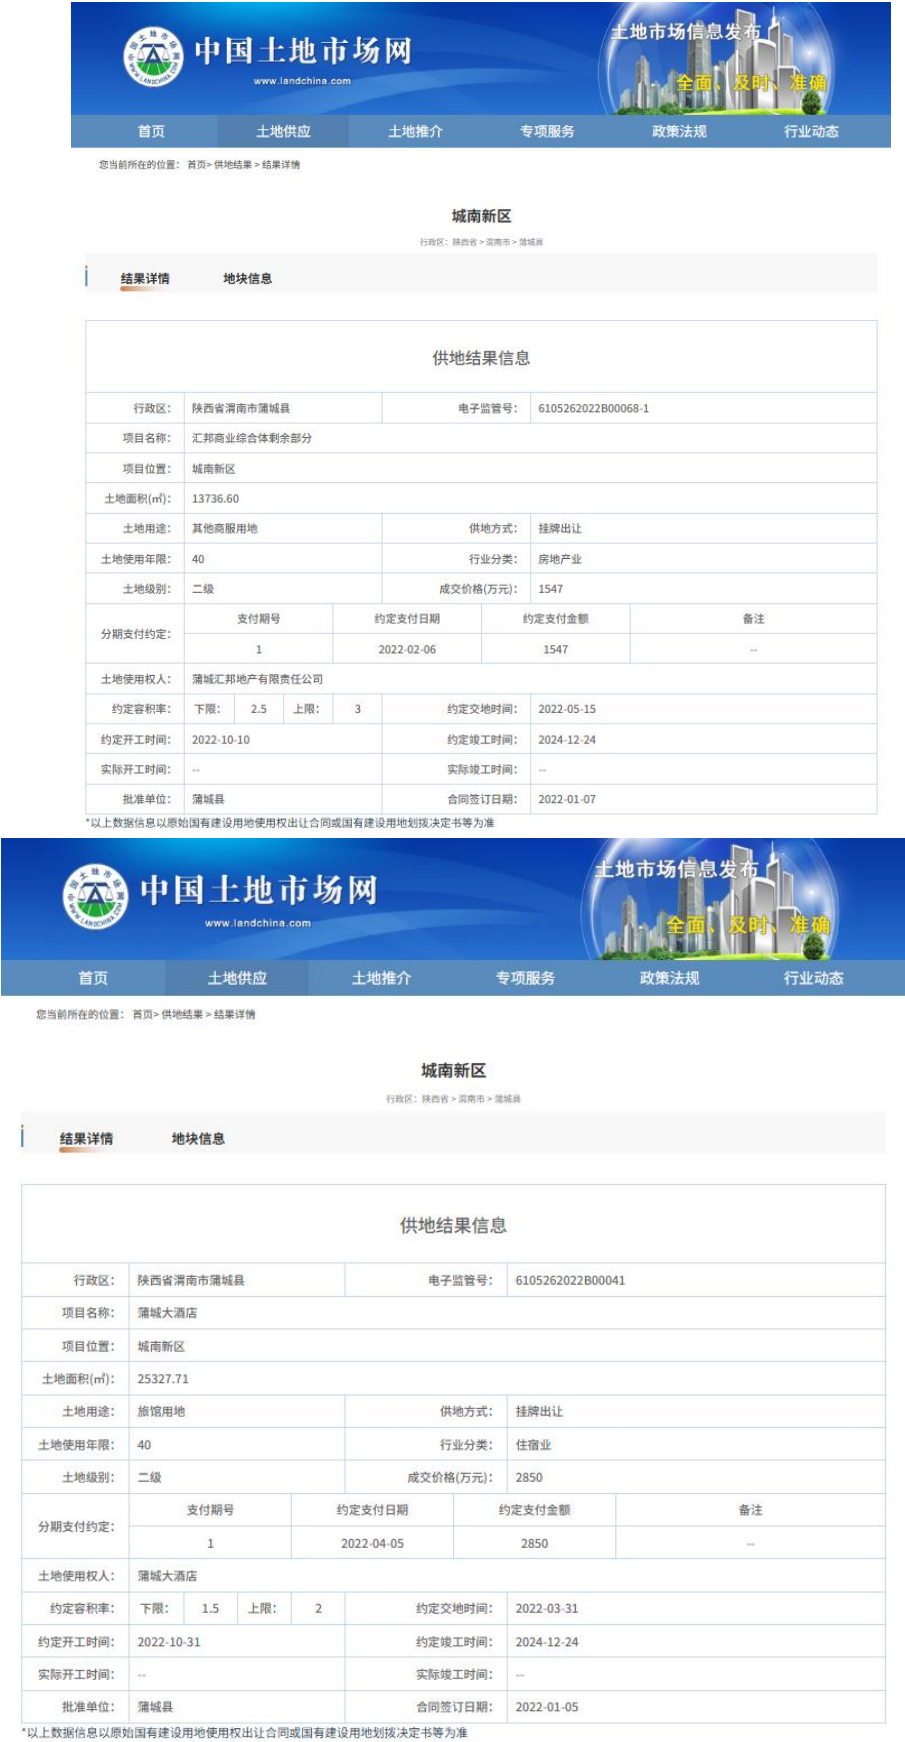 中国土地市场网
www.landchina.com
土地市场信息发布
全面、及时、准确
首页 土地供应 土地推介 专项服务 政策法规 行业动态
您当前所在的位置： 首页> 供地结果 > 结果详情
城南新区
行政区：陕西省 > 渭南市 > 蒲城县
结果详情 地块信息
供地结果信息
行政区： 陕西省渭南市蒲城县 电子监管号： 6105262022B00068-1
项目名称： 汇邦商业综合体剩余部分
项目位置： 城南新区
土地面积(㎡)： 13736.60
土地用途： 其他商服用地 供地方式： 挂牌出让
土地使用年限： 40 行业分类： 房地产业
土地级别： 二级 成交价格(万元)： 1547
分期支付约定： 支付期号 约定支付日期 约定支付金额 备注
1 2022-02-06 1547 --
土地使用权人： 蒲城汇邦地产有限责任公司
约定容积率： 下限： 2.5 上限： 3 约定交地时间： 2022-05-15
约定开工时间： 2022-10-10 约定竣工时间： 2024-12-24
实际开工时间： -- 实际竣工时间： --
批准单位： 蒲城县 合同签订日期： 2022-01-07
*以上数据信息以原始国有建设用地使用权出让合同或国有建设用地划拨决定书等为准
中国土地市场网
www.landchina.com
土地市场信息发布
全面、及时、准确
首页 土地供应 土地推介 专项服务 政策法规 行业动态
您当前所在的位置： 首页> 供地结果 > 结果详情
城南新区
行政区：陕西省 > 渭南市 > 蒲城县
结果详情 地块信息
供地结果信息
行政区： 陕西省渭南市蒲城县 电子监管号： 6105262022B00041
项目名称： 蒲城大酒店
项目位置： 城南新区
土地面积(㎡)： 25327.71
土地用途： 旅馆用地 供地方式： 挂牌出让
土地使用年限： 40 行业分类： 住宿业
土地级别： 二级 成交价格(万元)： 2850
分期支付约定： 支付期号 约定支付日期 约定支付金额 备注
1 2022-04-05 2850 --
土地使用权人： 蒲城大酒店
约定容积率： 下限： 1.5 上限： 2 约定交地时间： 2022-03-31
约定开工时间： 2022-10-31 约定竣工时间： 2024-12-24
实际开工时间： -- 实际竣工时间： --
批准单位： 蒲城县 合同签订日期： 2022-01-05
*以上数据信息以原始国有建设用地使用权出让合同或国有建设用地划拨决定书等为准